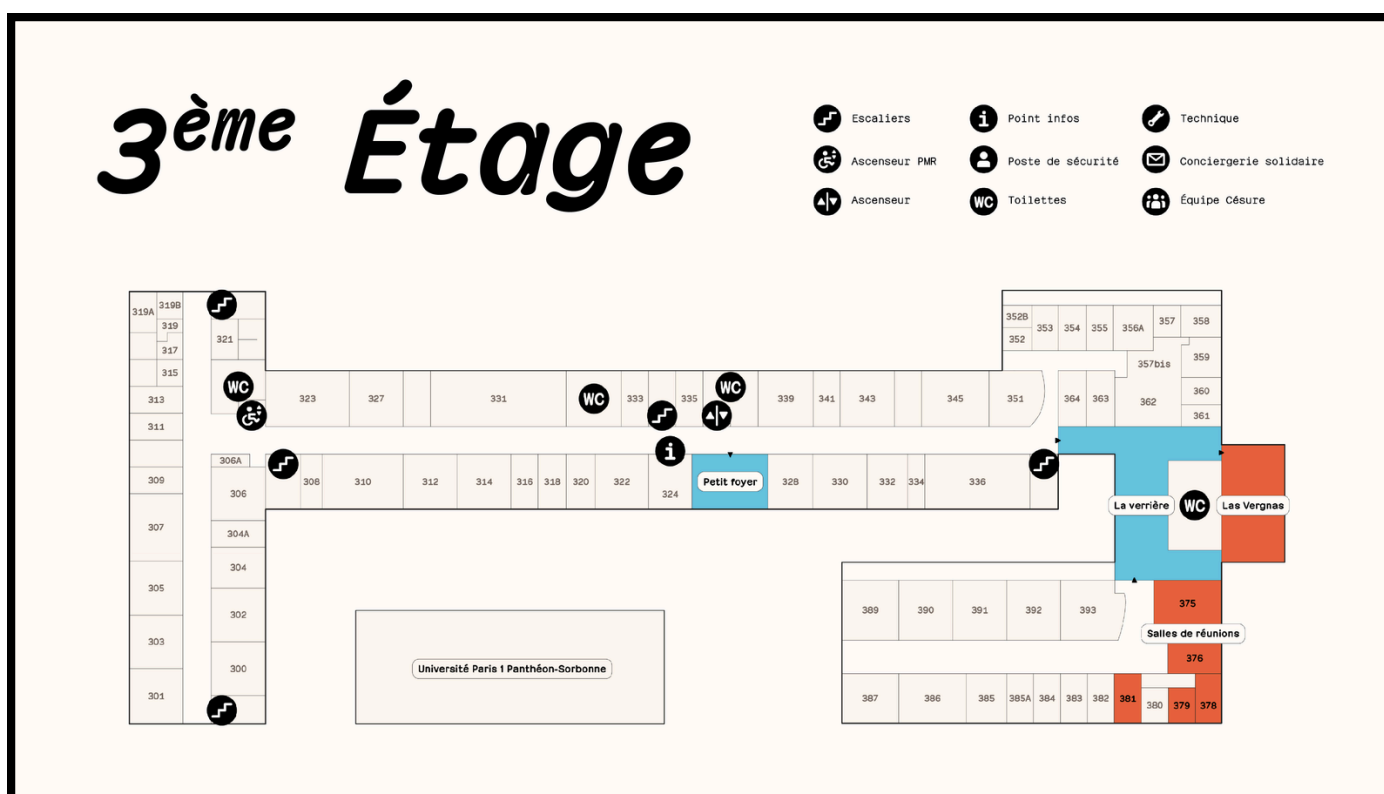 3ème Étage
Escaliers
Point infos
Technique
Ascenseur PMR
Poste de sécurité
Conciergerie solidaire
Ascenseur
WC
Toilettes
Équipe Césure
319A
319B
319
317
315
313
311
309
307
305
303
301
321
WC
306A
306
304A
304
302
300
323
327
331
WC
333
335
WC
339
341
343
345
351
308
310
312
314
316
318
320
322
324
Petit foyer
328
330
332
334
336
352B
352
353
354
355
356A
357
358
357bis
359
360
361
362
363
364
La verrière
WC
Las Vergnas
375
Salles de réunions
376
389
390
391
392
393
387
386
385
385A
384
383
382
381
380
379
378
Université Paris 1 Panthéon-Sorbonne